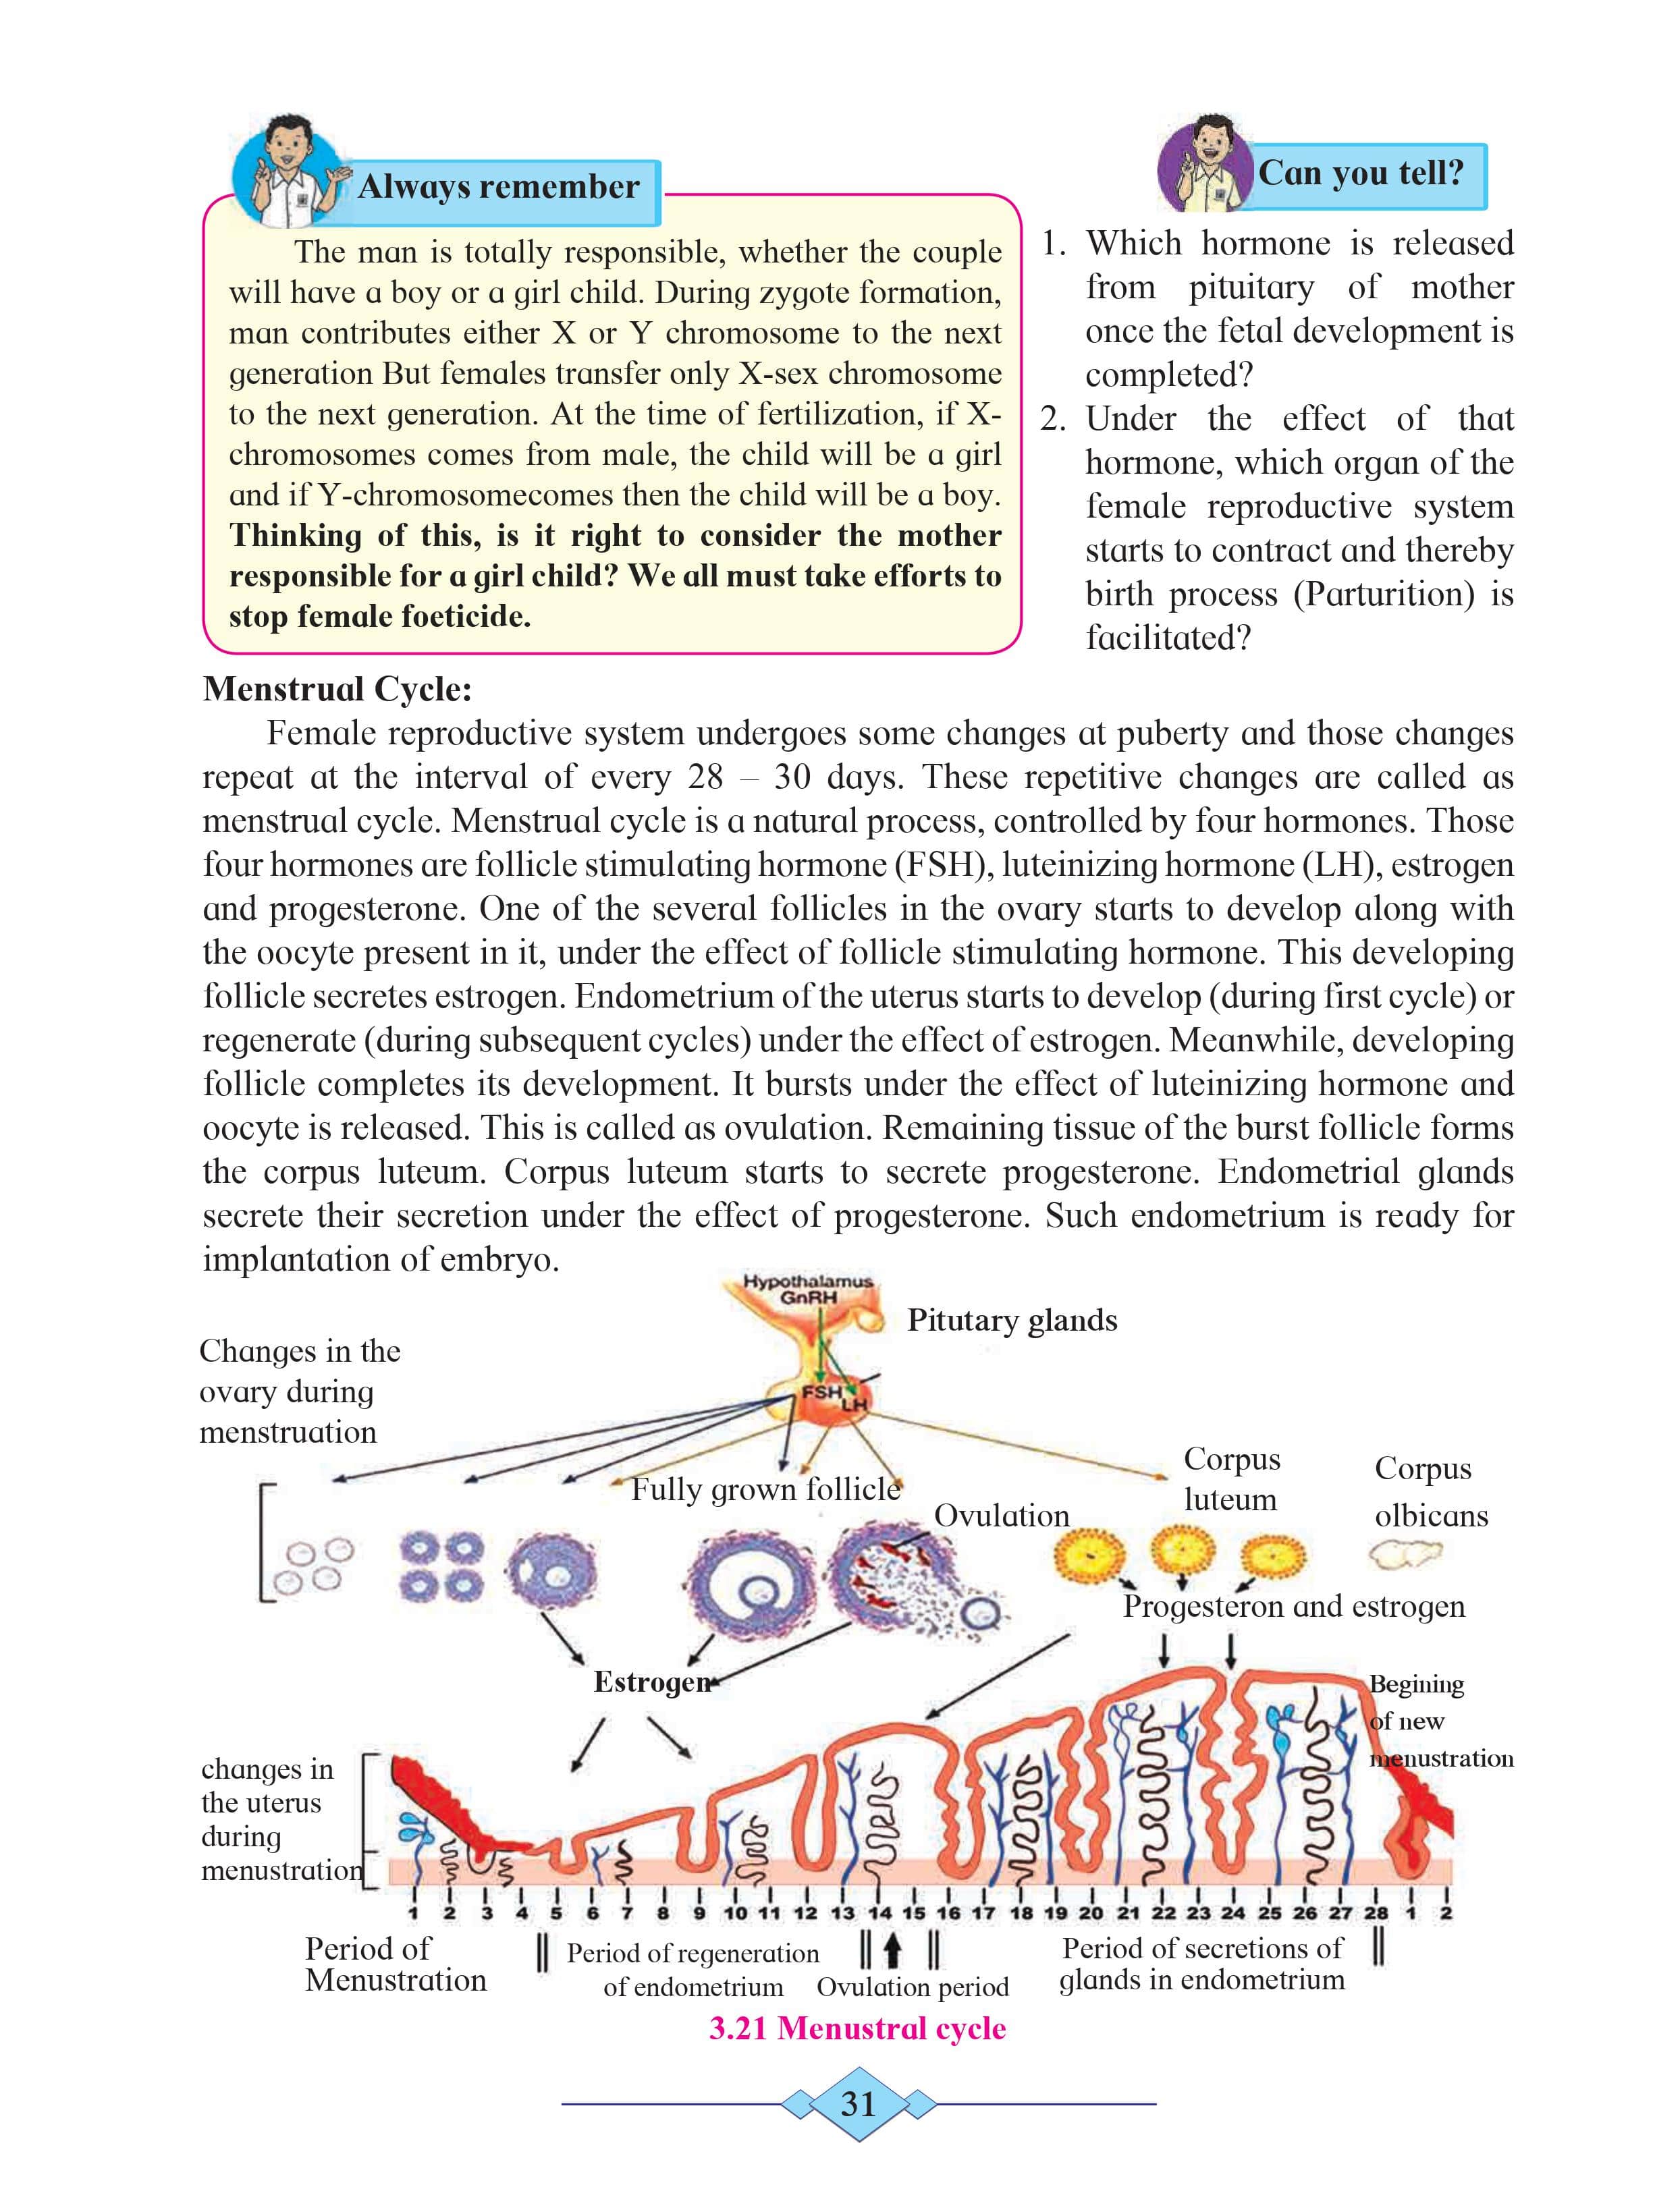 Always remember
The man is totally responsible, whether the couple
will have a boy or a girl child. During zygote formation,
man contributes either X or Y chromosome to the next
generation But females transfer only X-sex chromosome
to the next generation. At the time of fertilization, if X-
chromosomes comes from male, the child will be a girl
and if Y-chromosomecomes then the child will be a boy.
Thinking of this, is it right to consider the mother
responsible for a girl child? We all must take efforts to
stop female foeticide.
Can you tell?
1. Which hormone is released
from pituitary of mother
once the fetal development is
completed?
2. Under the effect of that
hormone, which organ of the
female reproductive system
starts to contract and thereby
birth process (Parturition) is
facilitated?
Menstrual Cycle:
Female reproductive system undergoes some changes at puberty and those changes
repeat at the interval of every 28 – 30 days. These repetitive changes are called as
menstrual cycle. Menstrual cycle is a natural process, controlled by four hormones. Those
four hormones are follicle stimulating hormone (FSH), luteinizing hormone (LH), estrogen
and progesterone. One of the several follicles in the ovary starts to develop along with
the oocyte present in it, under the effect of follicle stimulating hormone. This developing
follicle secretes estrogen. Endometrium of the uterus starts to develop (during first cycle) or
regenerate (during subsequent cycles) under the effect of estrogen. Meanwhile, developing
follicle completes its development. It bursts under the effect of luteinizing hormone and
oocyte is released. This is called as ovulation. Remaining tissue of the burst follicle forms
the corpus luteum. Corpus luteum starts to secrete progesterone. Endometrial glands
secrete their secretion under the effect of progesterone. Such endometrium is ready for
implantation of embryo.
Hypothalamus
GnRH
Pitutary glands
Changes in the
ovary during
menstruation
FSH
LH
Fully grown follicle
Ovulation
Corpus
luteum
Corpus
olbicans
Progesteron and estrogen
Estrogen
Begining
of new
menustration
changes in
the uterus
during
menustration
1 2 3 4 5 6 7 8 9 10 11 12 13 14 15 16 17 18 19 20 21 22 23 24 25 26 27 28 1 2
Period of
Menustration
Period of regeneration
of endometrium
Ovulation period
Period of secretions of
glands in endometrium
3.21 Menustral cycle
31